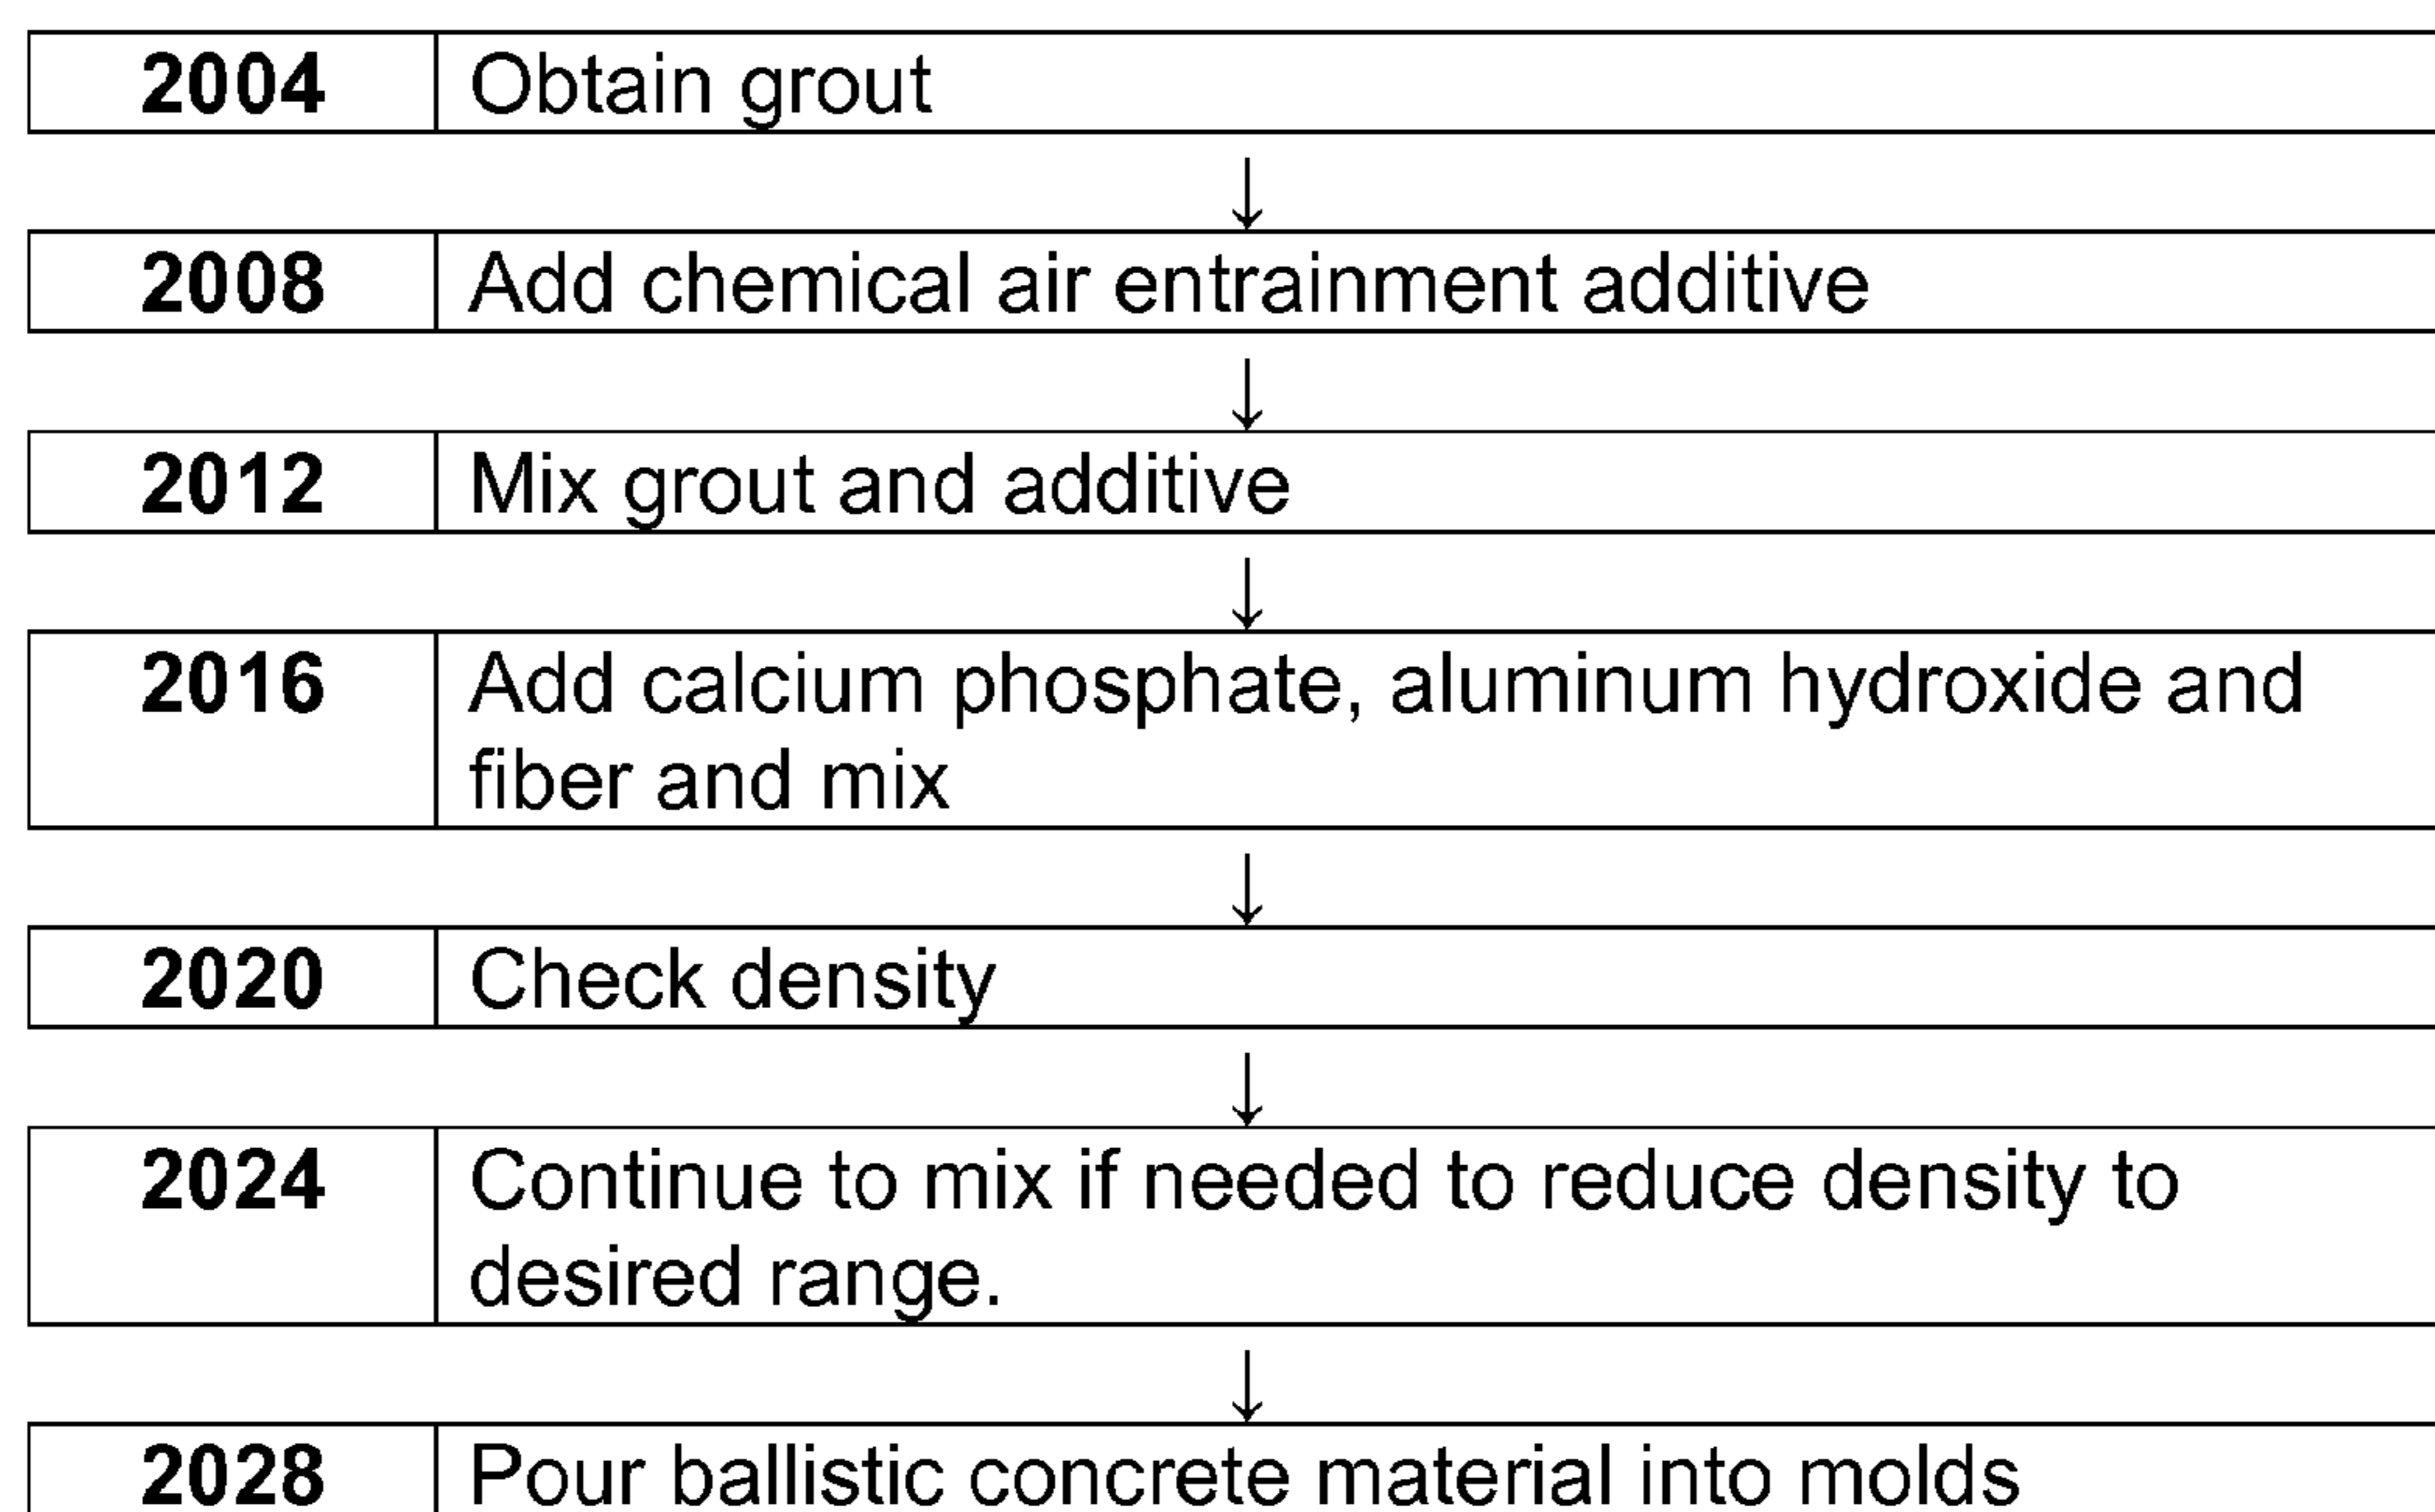 2004 Obtain grout
2008 Add chemical air entrainment additive
2012 Mix grout and additive
2016 Add calcium phosphate, aluminum hydroxide and
fiber and mix
2020 Check density
2024 Continue to mix if needed to reduce density to
desired range.
2028 Pour ballistic concrete material into molds